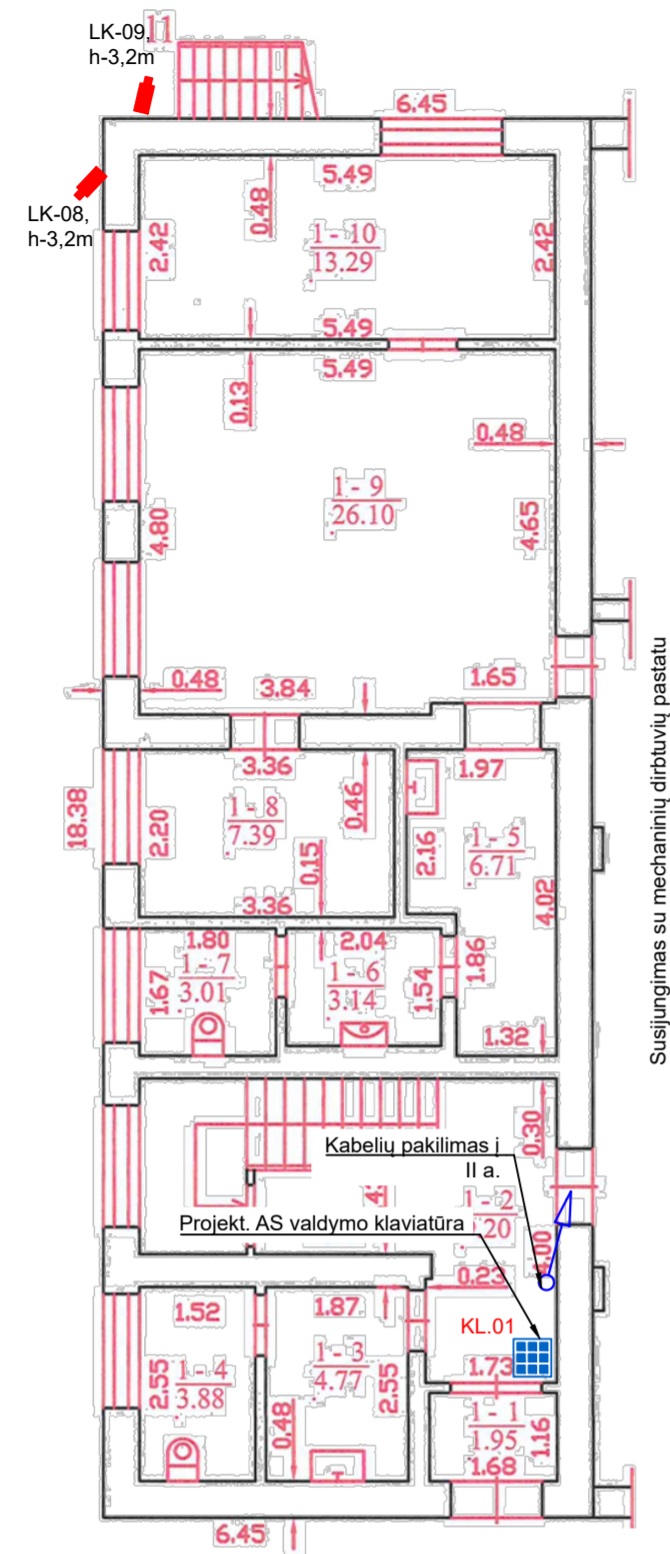 LK-09,
h-3,2m
11
6.45
5.49
0.48
LK-08,
h-3,2m
2.42
1 - 10
13.29
2.42
5.49
5.49
0.13
0.48
1 - 9
26.10
4.80
4.65
0.48
3.84
1.65
3.36
1.97
18.38
2.20
1 - 8
7.39
0.46
2.16
1 - 5
6.71
0.15
3.36
4.02
Susijungimas su mechaninių dirbtuvių pastatu
1.80
2.04
1.67
1 - 7
3.01
1 - 6
3.14
1.54
1.86
1.32
0.30
Kabelių pakilimas į
II a.
1 - 2
20
Projekt. AS valdymo klaviatūra
4.00
0.23
1.52
1.87
KL.01
2.55
1 - 4
3.88
1 - 3
4.77
2.55
1.73
0.48
1 - 1
1.95
1.16
1.68
6.45